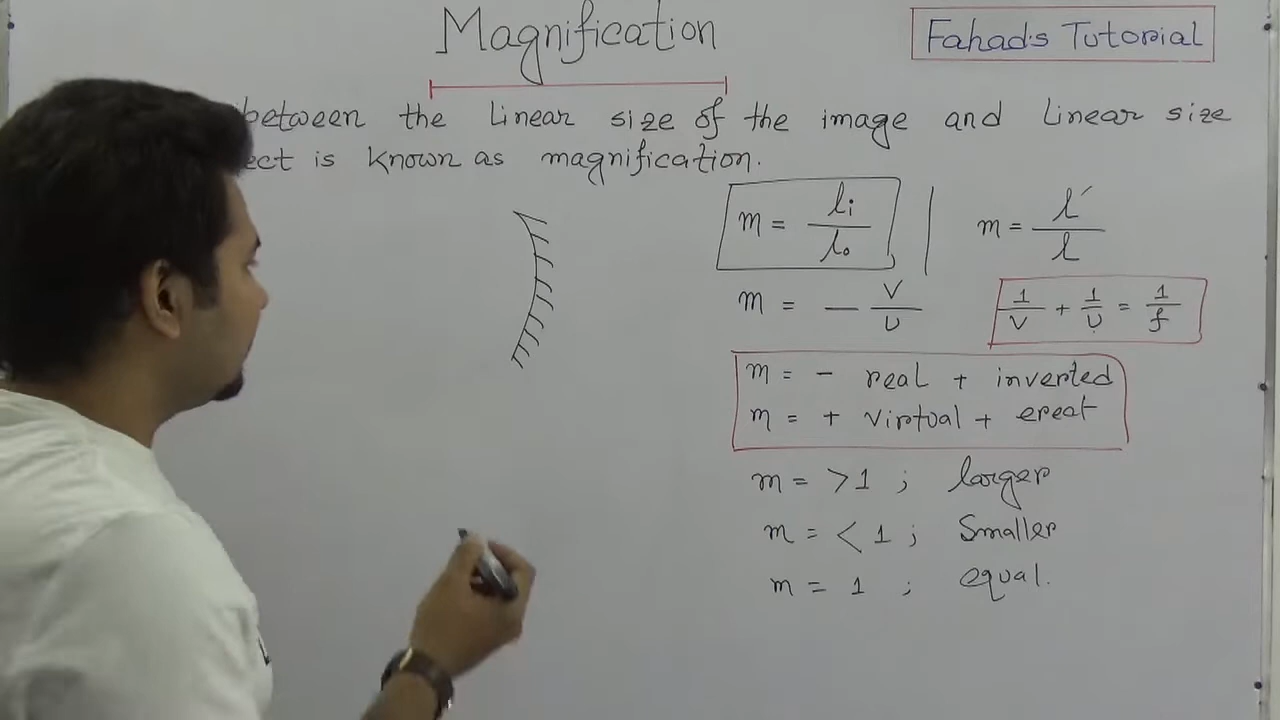 Magnification
Fahad's Tutorial
between the linear size of the image and linear size
ect is known as magnification.
m = lᵢ/l₀ | m = l′/l
m = − v/u
1/v + 1/u = 1/f
m = − real + inverted
m = + virtual + erect
m = >1 ; larger
m = < 1 ; Smaller
m = 1 ; equal.